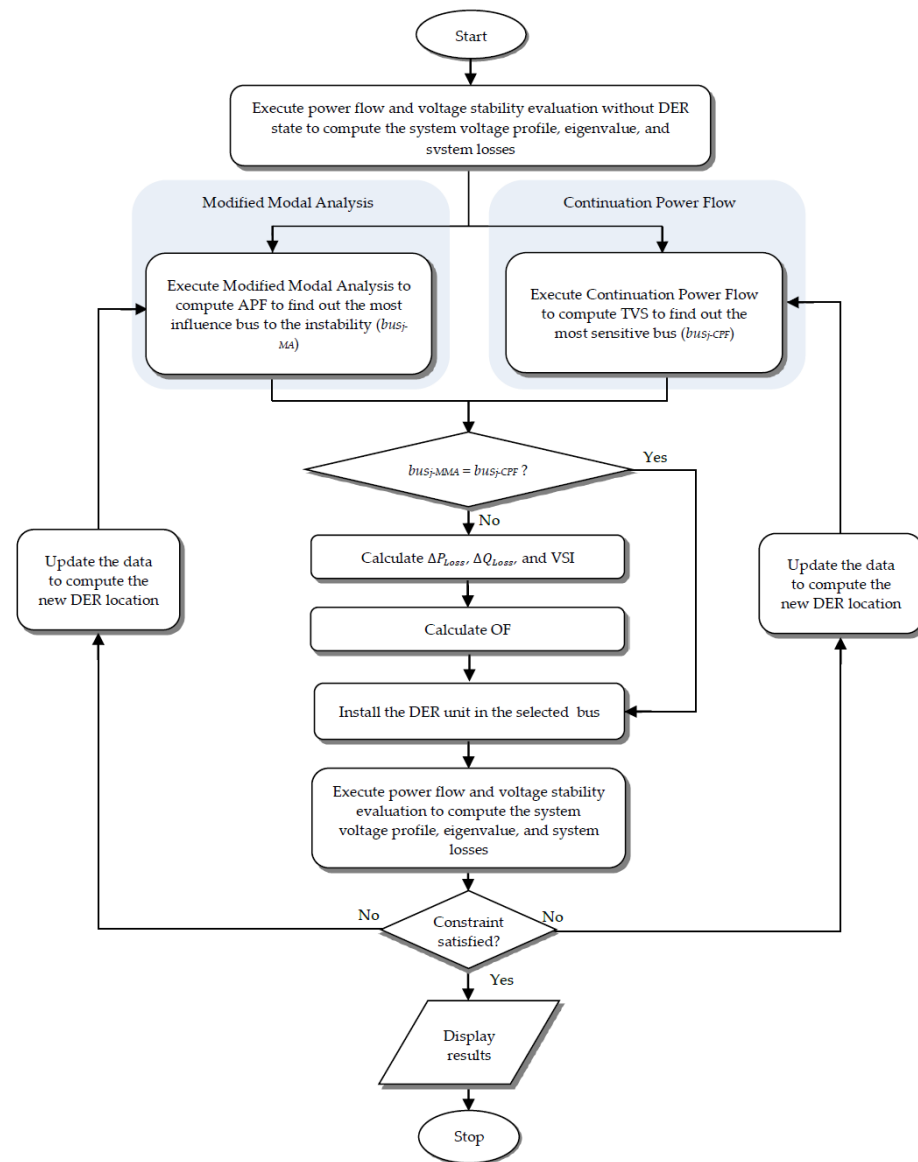 Start
Execute power flow and voltage stability evaluation without DER
state to compute the system voltage profile, eigenvalue, and
system losses
Modified Modal Analysis
Continuation Power Flow
Execute Modified Modal Analysis to
compute APF to find out the most
influence bus to the instability (busj-
MA)
Execute Continuation Power Flow
to compute TVS to find out the
most sensitive bus (busj-CPF)
busj-MMA = busj-CPF ?
Yes
No
Calculate ΔPLoss, ΔQLoss, and VSI
Update the data
to compute the
new DER location
Update the data
to compute the
new DER location
Calculate OF
Install the DER unit in the selected bus
Execute power flow and voltage stability
evaluation to compute the system
voltage profile, eigenvalue, and system
losses
No
Constraint
satisfied?
No
Yes
Display
results
Stop